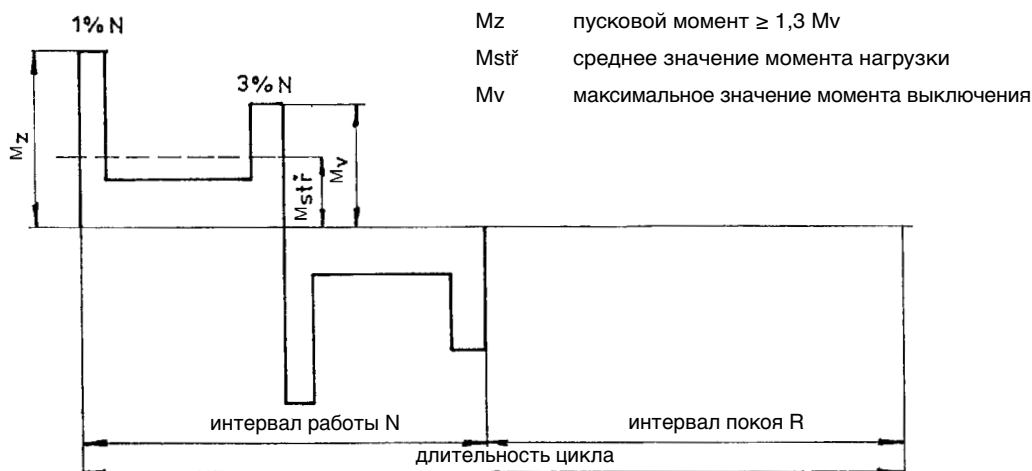 1% N
Mz пусковой момент ≥ 1,3 Mv
Mstř среднее значение момента нагрузки
3% N
Mv максимальное значение момента выключения
Mz
Mstř
Mv
интервал работы N
интервал покоя R
длительность цикла